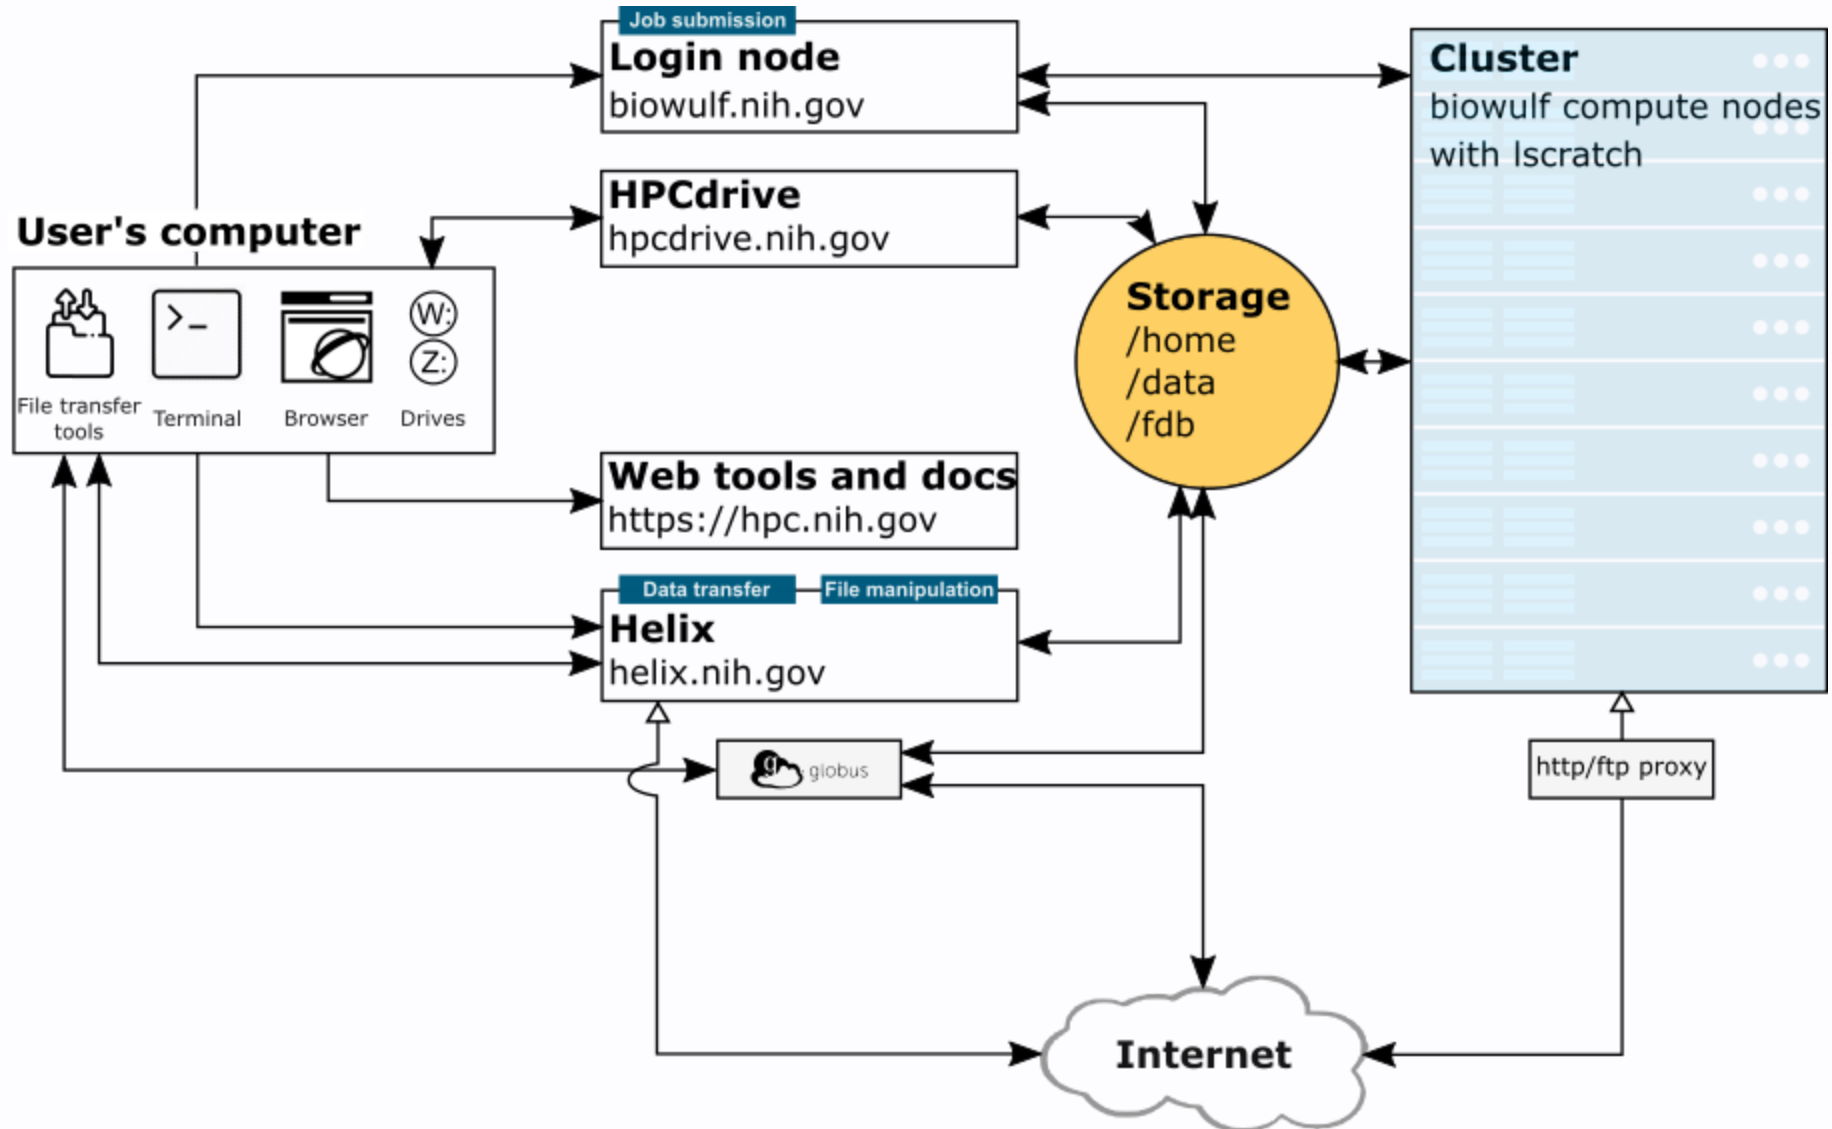 Job submission
Login node
biowulf.nih.gov
Cluster
biowulf compute nodes
with lscratch
HPCdrive
hpcdrive.nih.gov
User's computer
>_
W:
Z:
File transfer
tools
Terminal
Browser
Drives
Storage
/home
/data
/fdb
Web tools and docs
https://hpc.nih.gov
Data transfer
File manipulation
Helix
helix.nih.gov
g
globus
http/ftp proxy
Internet